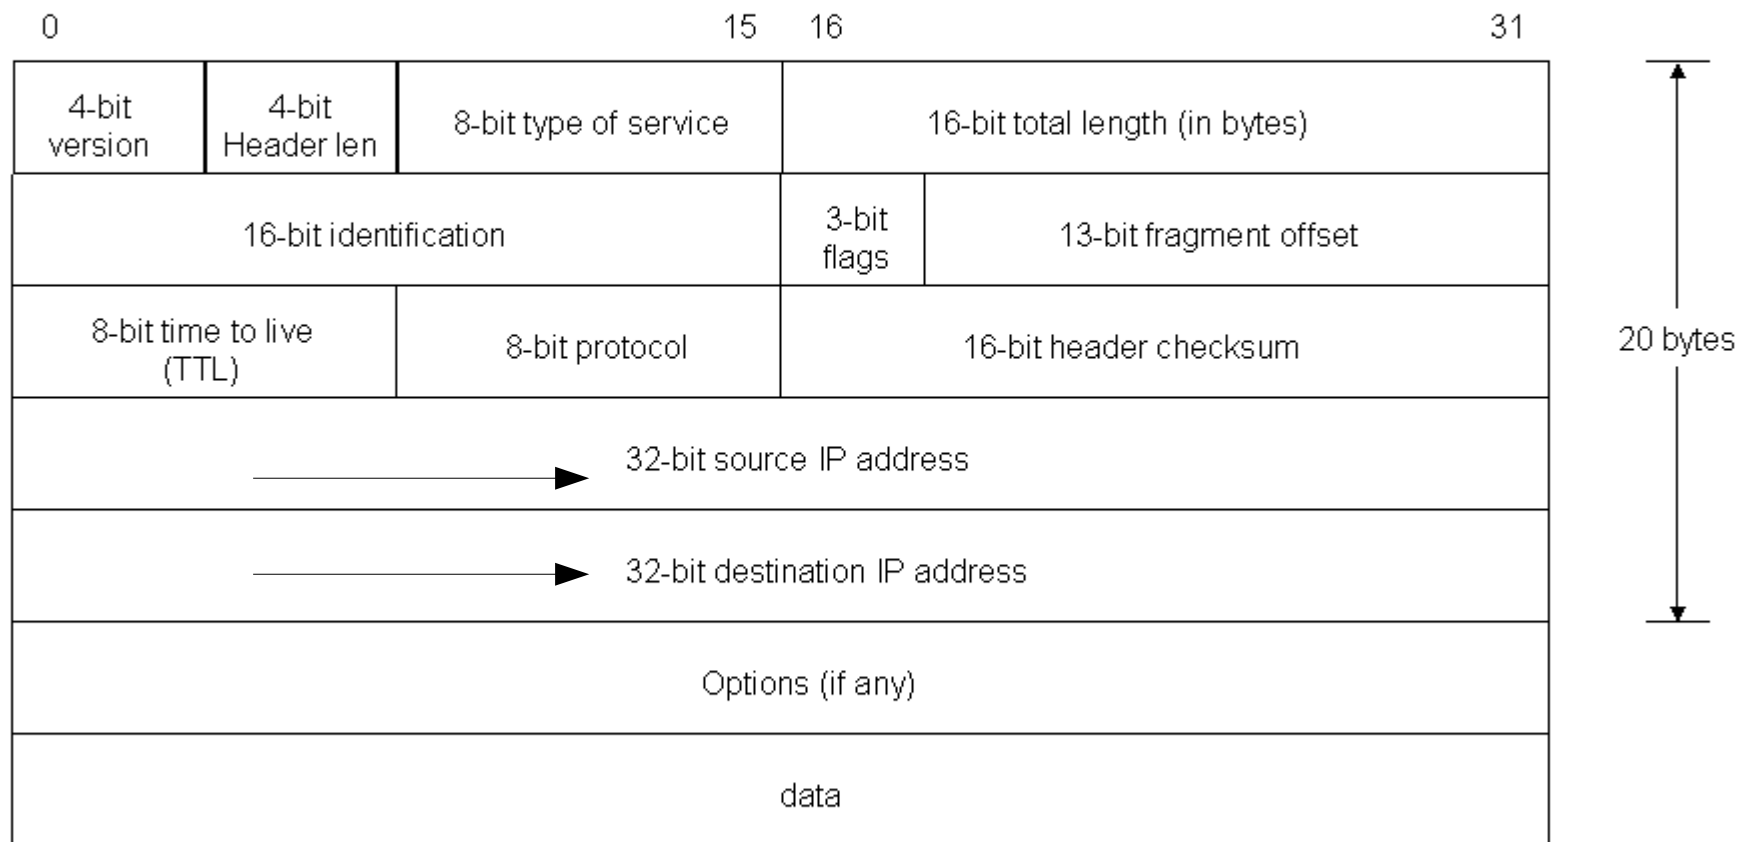 0 15 16 31
4-bit
version
4-bit
Header len
8-bit type of service
16-bit total length (in bytes)
16-bit identification
3-bit
flags
13-bit fragment offset
8-bit time to live
(TTL)
8-bit protocol
16-bit header checksum
20 bytes
32-bit source IP address
32-bit destination IP address
Options (if any)
data